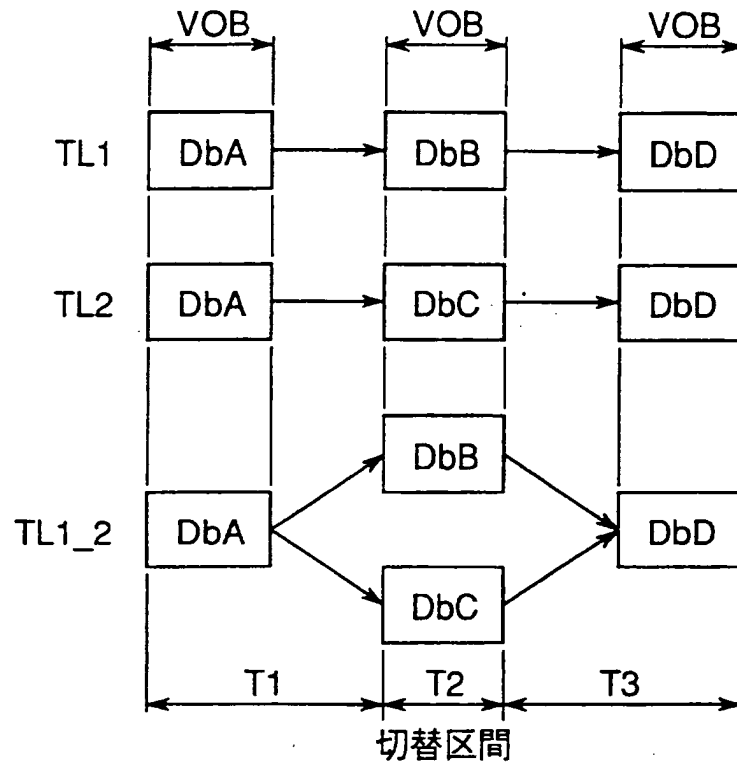 VOB VOB VOB
TL1 DbA DbB DbD
TL2 DbA DbC DbD
DbB
TL1_2 DbA DbD
DbC
T1 T2 T3
切替区間